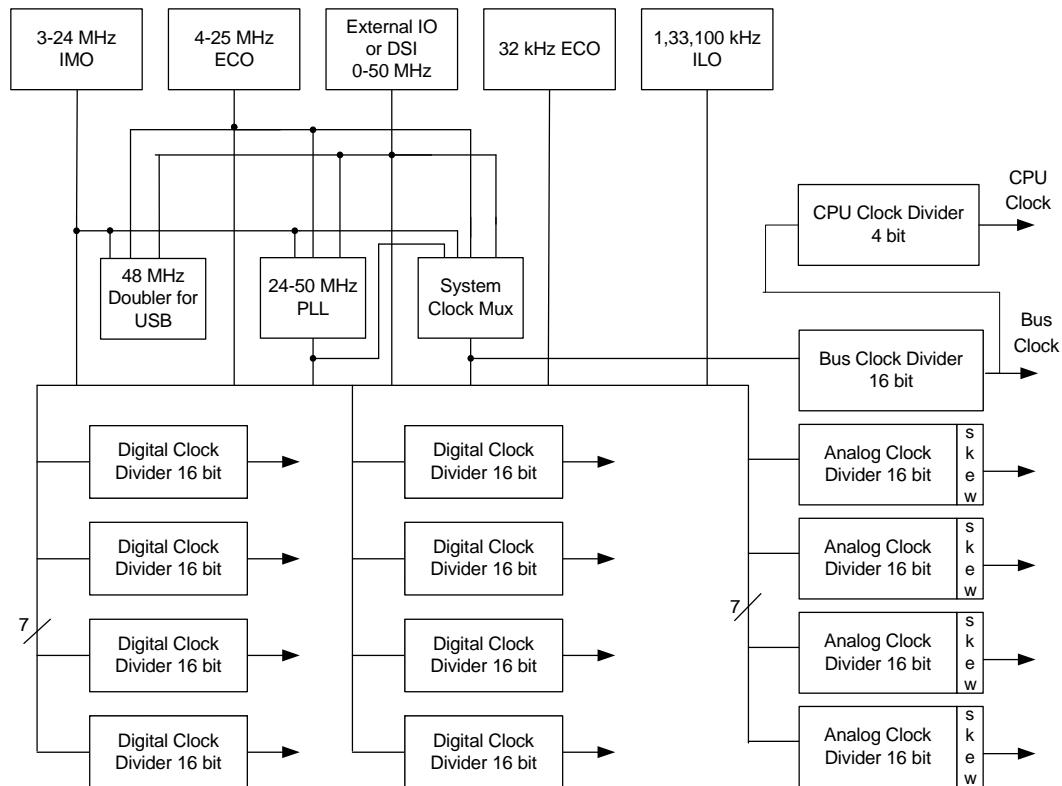 3-24 MHz
IMO
4-25 MHz
ECO
External IO
or DSI
0-50 MHz
32 kHz ECO
1,33,100 kHz
ILO
CPU
Clock
CPU Clock Divider
4 bit
48 MHz
Doubler for
USB
24-50 MHz
PLL
System
Clock Mux
Bus
Clock
Bus Clock Divider
16 bit
Digital Clock
Divider 16 bit
Digital Clock
Divider 16 bit
Analog Clock
Divider 16 bit
s
k
e
w
Digital Clock
Divider 16 bit
Digital Clock
Divider 16 bit
Analog Clock
Divider 16 bit
s
k
e
w
7
7
Digital Clock
Divider 16 bit
Digital Clock
Divider 16 bit
Analog Clock
Divider 16 bit
s
k
e
w
Digital Clock
Divider 16 bit
Digital Clock
Divider 16 bit
Analog Clock
Divider 16 bit
s
k
e
w